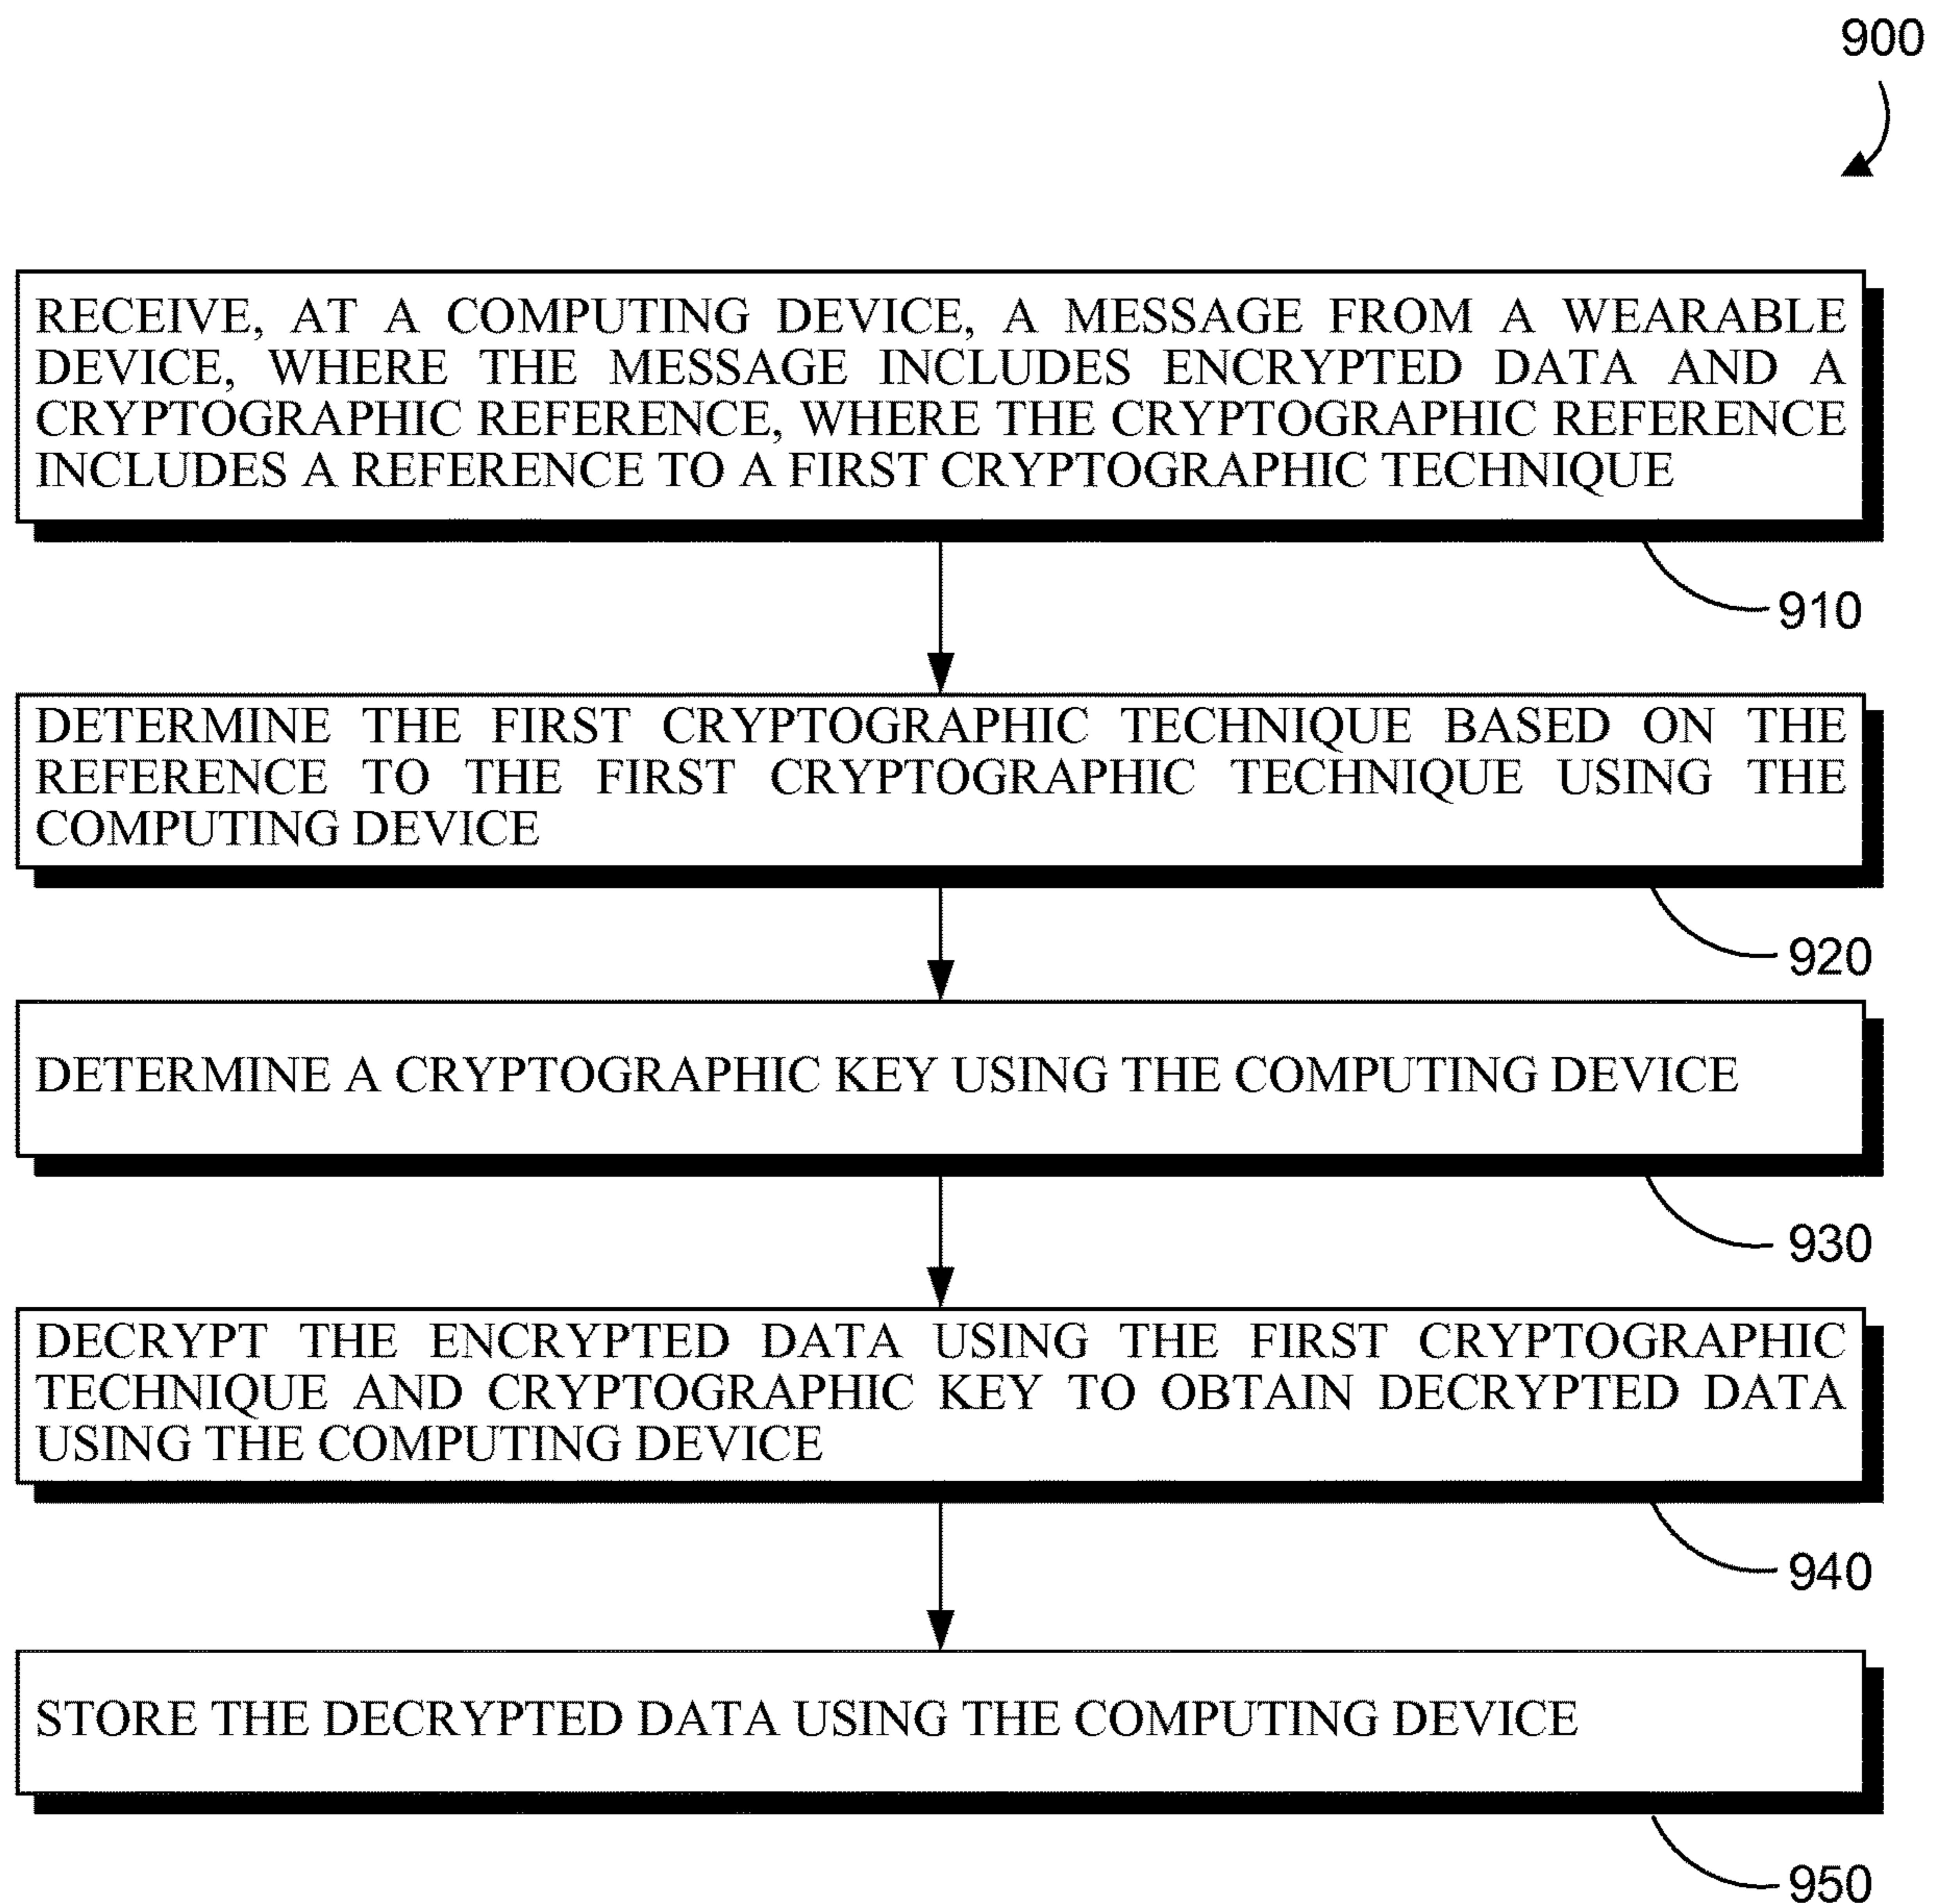 900
RECEIVE, AT A COMPUTING DEVICE, A MESSAGE FROM A WEARABLE
DEVICE, WHERE THE MESSAGE INCLUDES ENCRYPTED DATA AND A
CRYPTOGRAPHIC REFERENCE, WHERE THE CRYPTOGRAPHIC REFERENCE
INCLUDES A REFERENCE TO A FIRST CRYPTOGRAPHIC TECHNIQUE
910
DETERMINE THE FIRST CRYPTOGRAPHIC TECHNIQUE BASED ON THE
REFERENCE TO THE FIRST CRYPTOGRAPHIC TECHNIQUE USING THE
COMPUTING DEVICE
920
DETERMINE A CRYPTOGRAPHIC KEY USING THE COMPUTING DEVICE
930
DECRYPT THE ENCRYPTED DATA USING THE FIRST CRYPTOGRAPHIC
TECHNIQUE AND CRYPTOGRAPHIC KEY TO OBTAIN DECRYPTED DATA
USING THE COMPUTING DEVICE
940
STORE THE DECRYPTED DATA USING THE COMPUTING DEVICE
950